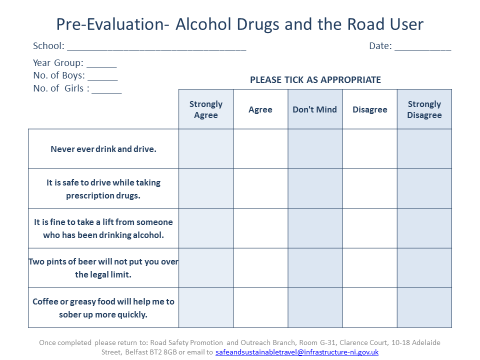 Pre-Evaluation- Alcohol Drugs and the Road User
School: ___________________________________ Date: ___________
Year Group: ______
No. of Boys: ______
No. of Girls : ______
PLEASE TICK AS APPROPRIATE
Strongly Agree
Agree
Don't Mind
Disagree
Strongly Disagree
Never ever drink and drive.
It is safe to drive while taking
prescription drugs.
It is fine to take a lift from someone
who has been drinking alcohol.
Two pints of beer will not put you over
the legal limit.
Coffee or greasy food will help me to
sober up more quickly.
Once completed please return to: Road Safety Promotion and Outreach Branch, Room G-31, Clarence Court, 10-18 Adelaide
Street, Belfast BT2 8GB or email to safeandsustainabletravel@infrastructure-ni.gov.uk